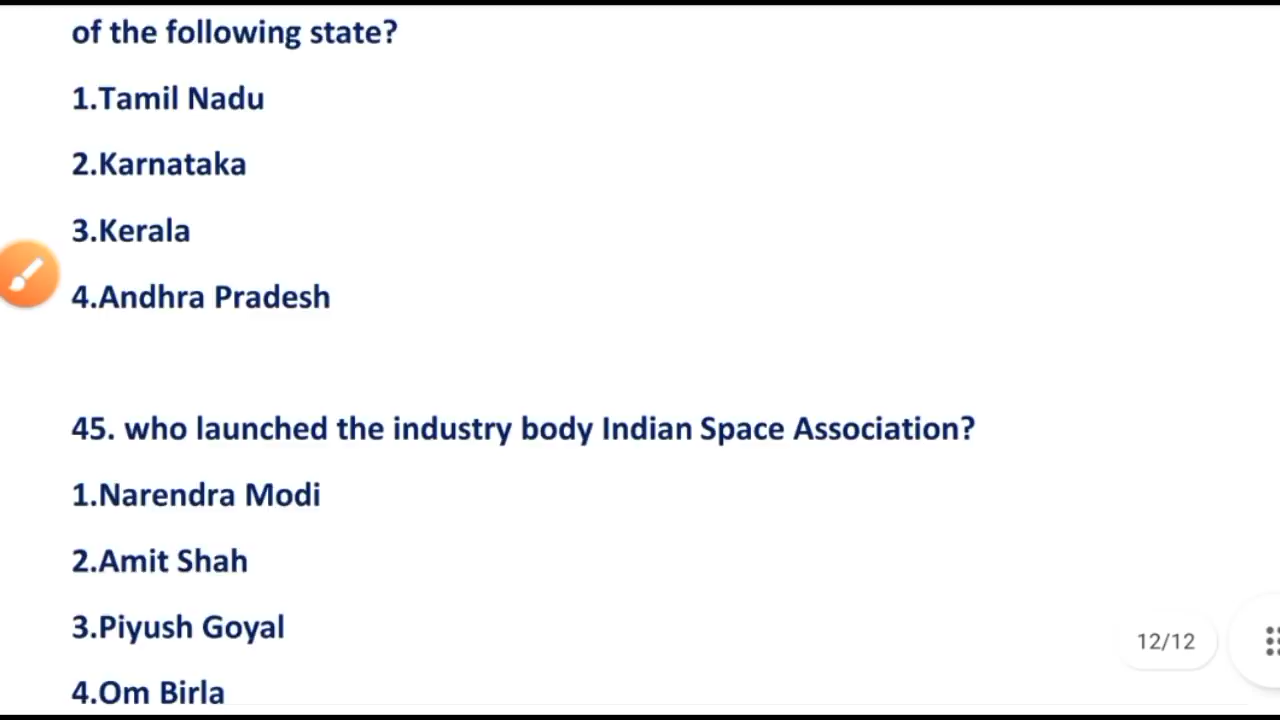 of the following state?
1.Tamil Nadu
2.Karnataka
3.Kerala
4.Andhra Pradesh
45. who launched the industry body Indian Space Association?
1.Narendra Modi
2.Amit Shah
3.Piyush Goyal
12/12
4.Om Birla